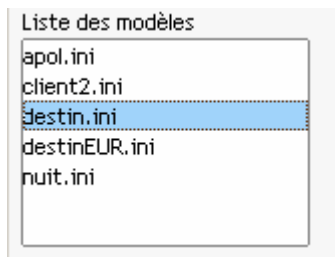 Liste des modèles
apol.ini
client2.ini
destin.ini
destinEUR.ini
nuit.ini